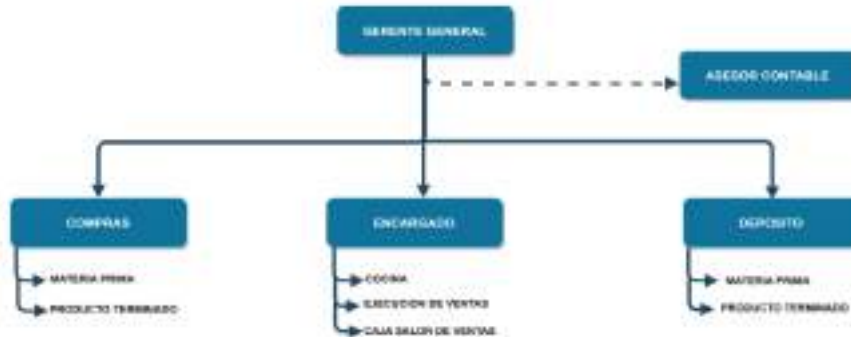 GERENTE GENERAL
ASESOR CONTABLE
COMPRAS
ENCARGADO
DEPOSITO
MATERIA PRIMA
PRODUCTO TERMINADO
COCINA
EJECUCION DE VENTAS
CAJA SALON DE VENTAS
MATERIA PRIMA
PRODUCTO TERMINADO